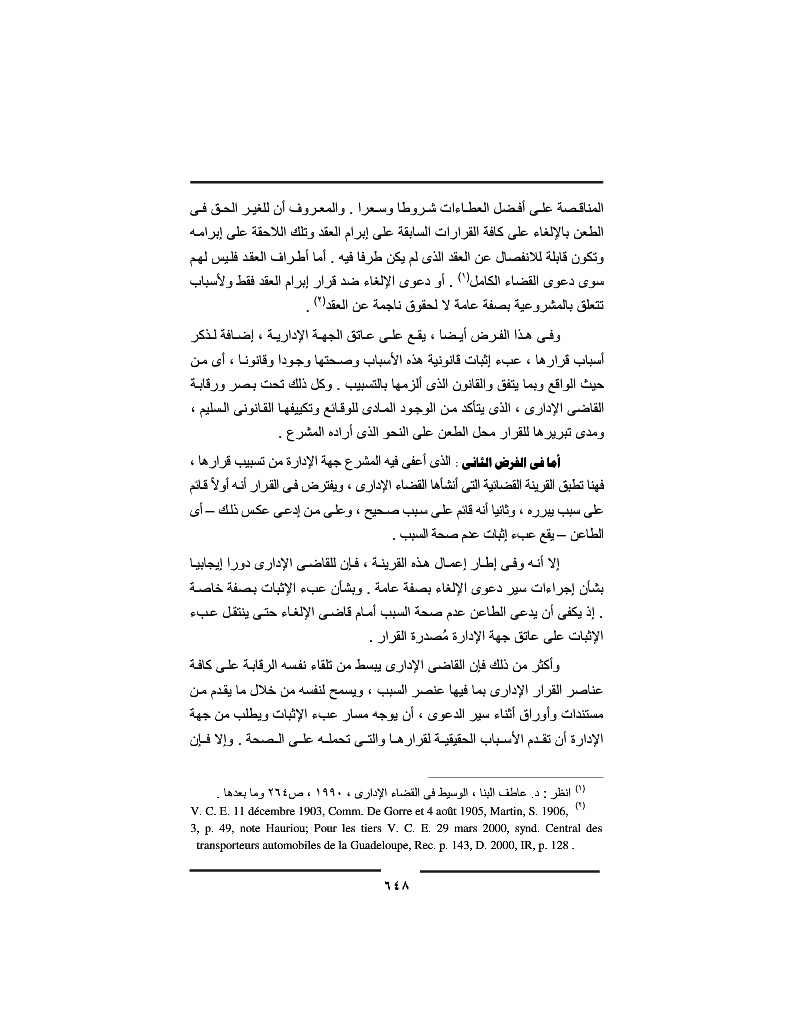 المناقصة على أفضل العطاءات شروطا وسعرا . والمعروف أن للغير الحق فى
الطعن بالإلغاء على كافة القرارات السابقة على إبرام العقد وتلك اللاحقة على إبرامه
وتكون قابلة للانفصال عن العقد الذى لم يكن طرفا فيه . أما أطراف العقد فليس لهم
سوى دعوى القضاء الكامل(١) . أو دعوى الإلغاء ضد قرار إبرام العقد فقط ولأسباب
تتعلق بالمشروعية بصفة عامة لا لحقوق ناجمة عن العقد(٢) .
وفى هذا الفرض أيضا ، يقع على عاتق الجهة الإدارية ، إضافة لذكر
أسباب قرارها ، عبء إثبات قانونية هذه الأسباب وصحتها وجودا وقانونا ، أى من
حيث الواقع وبما يتفق والقانون الذى ألزمها بالتسبيب . وكل ذلك تحت بصر ورقابة
القاضى الإدارى ، الذى يتأكد من الوجود المادى للوقائع وتكييفها القانونى السليم ،
ومدى تبريرها للقرار محل الطعن على النحو الذى أراده المشرع .
أما فى الفرض الثانى : الذى أعفى فيه المشرع جهة الإدارة من تسبيب قرارها ،
فهنا تطبق القرينة القضائية التى أنشأها القضاء الإدارى ، ويفترض فى القرار أنه أولاً قائم
على سبب يبرره ، وثانيا أنه قائم على سبب صحيح ، وعلى من إدعى عكس ذلك – أى
الطاعن – يقع عبء إثبات عدم صحة السبب .
إلا أنه وفى إطار إعمال هذه القرينة ، فإن للقاضى الإدارى دورا إيجابيا
بشأن إجراءات سير دعوى الإلغاء بصفة عامة . وبشأن عبء الإثبات بصفة خاصة
. إذ يكفى أن يدعى الطاعن عدم صحة السبب أمام قاضى الإلغاء حتى ينتقل عبء
الإثبات على عاتق جهة الإدارة مُصدرة القرار .
وأكثر من ذلك فإن القاضى الإدارى يبسط من تلقاء نفسه الرقابة على كافة
عناصر القرار الإدارى بما فيها عنصر السبب ، ويسمح لنفسه من خلال ما يقدم من
مستندات وأوراق أثناء سير الدعوى ، أن يوجه مسار عبء الإثبات ويطلب من جهة
الإدارة أن تقدم الأسباب الحقيقية لقرارها والتى تحمله على الصحة . وإلا فإن
(١) انظر : د. عاطف البنا ، الوسيط فى القضاء الإدارى ، ١٩٩٠ ، ص٢٦٤ وما بعدها .
(٢) V. C. E. 11 décembre 1903, Comm. De Gorre et 4 août 1905, Martin, S. 1906,
3, p. 49, note Hauriou; Pour les tiers V. C. E. 29 mars 2000, synd. Central des
transporteurs automobiles de la Guadeloupe, Rec. p. 143, D. 2000, IR, p. 128 .
٦٤٨